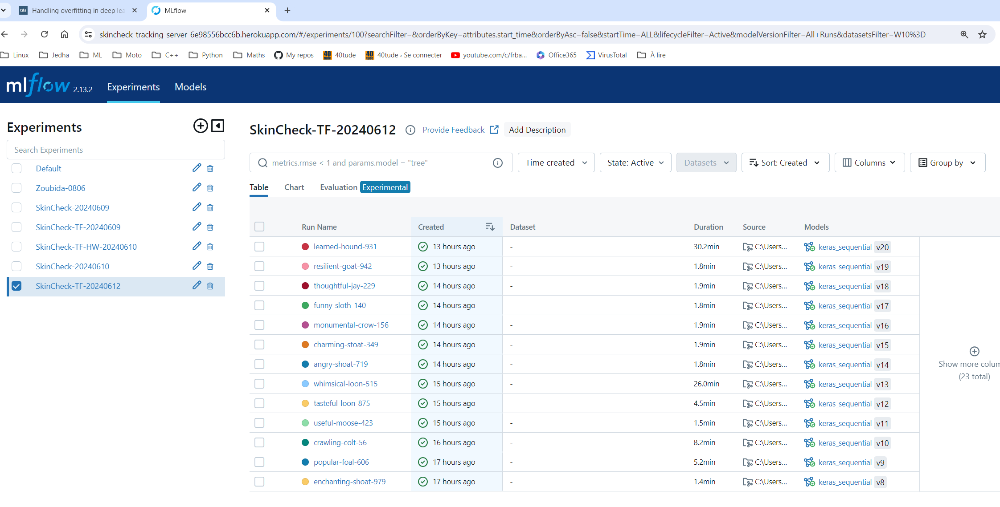 tds Handling overfitting in deep lea
MLflow
skincheck-tracking-server-6e98556bcc6b.herokuapp.com/#/experiments/100?searchFilter=&orderByKey=attributes.start_time&orderByAsc=false&startTime=ALL&lifecycleFilter=Active&modelVersionFilter=All+Runs&datasetsFilter=W10%3D
Linux Jedha ML Moto C++ Python Maths My repos 40tude 40tude 40tude 40tude › Se connecter youtube.com/c/frba... Office365 VirusTotal À lire
mlflow 2.13.2 Experiments Models
Experiments
Search Experiments
Default
Zoubida-0806
SkinCheck-20240609
SkinCheck-TF-20240609
SkinCheck-TF-HW-20240610
SkinCheck-20240610
SkinCheck-TF-20240612
SkinCheck-TF-20240612 Provide Feedback Add Description
metrics.rmse < 1 and params.model = "tree" Time created State: Active Datasets Sort: Created Columns Group by
Table Chart Evaluation Experimental
Run Name Created Dataset Duration Source Models
learned-hound-931 13 hours ago - 30.2min C:\Users... keras_sequential v20
resilient-goat-942 13 hours ago - 1.8min C:\Users... keras_sequential v19
thoughtful-jay-229 14 hours ago - 1.9min C:\Users... keras_sequential v18
funny-sloth-140 14 hours ago - 1.8min C:\Users... keras_sequential v17
monumental-crow-156 14 hours ago - 1.9min C:\Users... keras_sequential v16
charming-stoat-349 14 hours ago - 1.9min C:\Users... keras_sequential v15
angry-shoat-719 14 hours ago - 1.8min C:\Users... keras_sequential v14
whimsical-loon-515 15 hours ago - 26.0min C:\Users... keras_sequential v13
tasteful-loon-875 15 hours ago - 4.5min C:\Users... keras_sequential v12
useful-moose-423 15 hours ago - 1.5min C:\Users... keras_sequential v11
crawling-colt-56 16 hours ago - 8.2min C:\Users... keras_sequential v10
popular-foal-606 17 hours ago - 5.2min C:\Users... keras_sequential v9
enchanting-shoat-979 17 hours ago - 1.4min C:\Users... keras_sequential v8
Show more colum
(23 total)